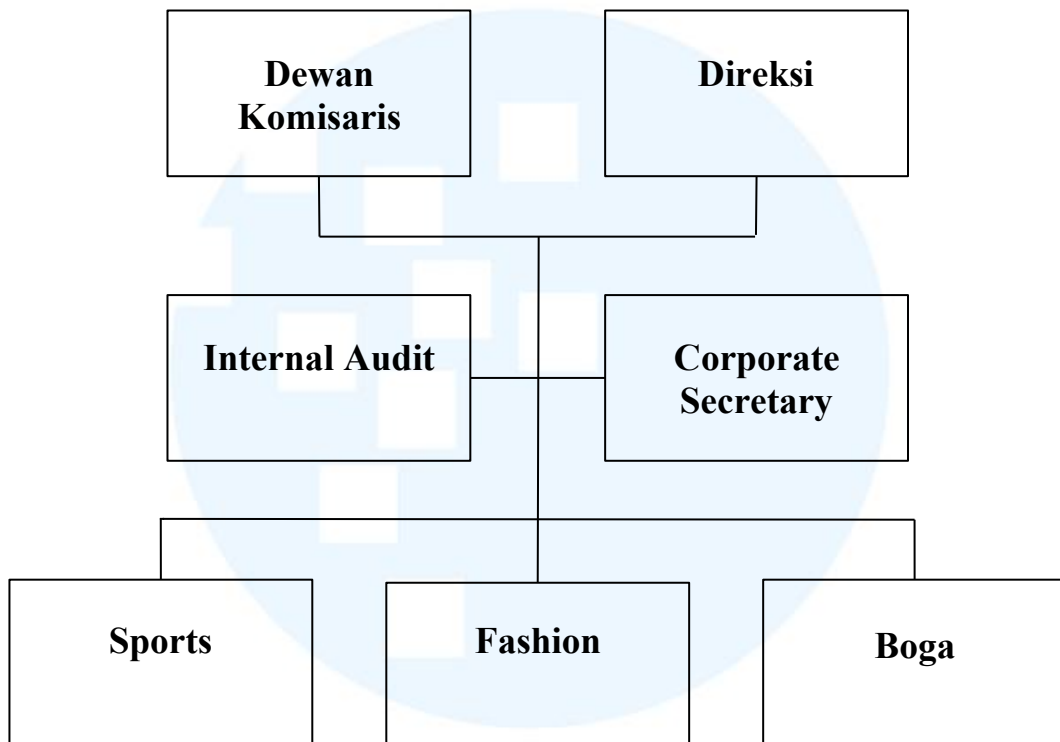 Dewan
Komisaris
Direksi
Internal Audit
Corporate
Secretary
Sports
Fashion
Boga